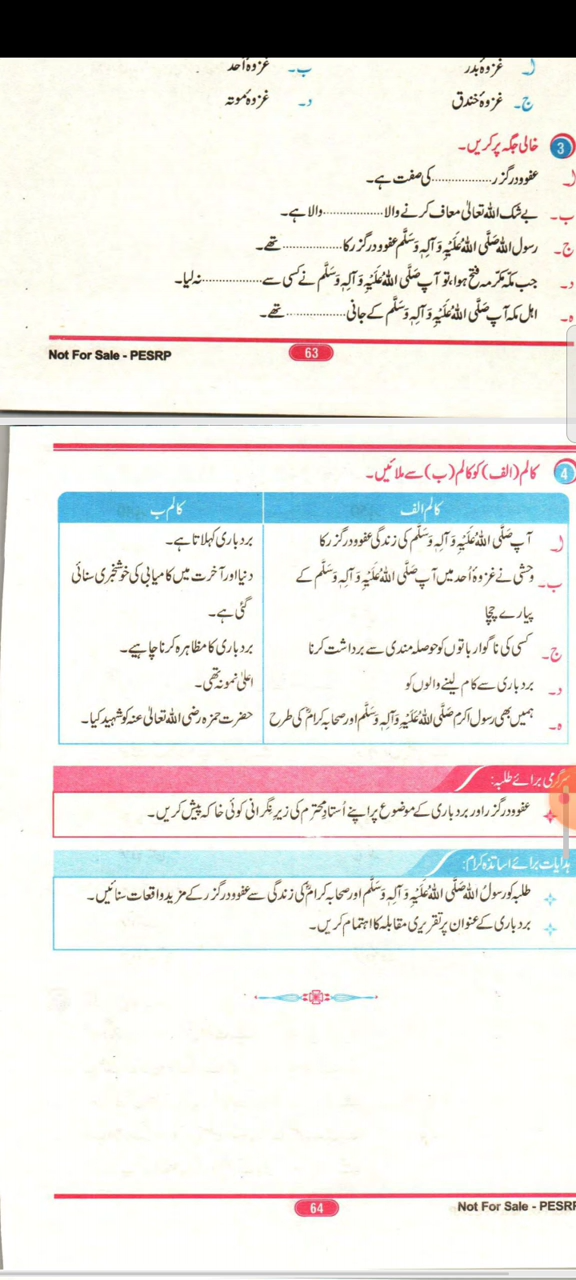 ا۔ غزوۂ بدر ب۔ غزوۂ اُحد
ج۔ غزوۂ خندق د۔ غزوۂ موتہ
3 خالی جگہ پُر کریں۔
ا۔ عفوودرگزر..................کی صفت ہے۔
ب۔ بے شک اللہ تعالیٰ معاف کرنے والا..................والا ہے۔
ج۔ رسول اللہ صَلَّی اللّٰہُ عَلَیْہِ وَآلِہٖ وَسَلَّم عفوودرگزر کا..................تھے۔
د۔ جب مکّہ مکرّمہ فتح ہوا، تو آپ صَلَّی اللّٰہُ عَلَیْہِ وَآلِہٖ وَسَلَّم نے کسی سے..................نہ لیا۔
ہ۔ اہلِ مکہ آپ صَلَّی اللّٰہُ عَلَیْہِ وَآلِہٖ وَسَلَّم کے جانی..................تھے۔
Not For Sale - PESRP 63
4 کالم (الف) کو کالم (ب) سے ملائیں۔
کالم الف کالم ب
ا۔ آپ صَلَّی اللّٰہُ عَلَیْہِ وَآلِہٖ وَسَلَّم کی زندگی عفوودرگزر کا بردباری کہلاتا ہے۔
ب۔ وحشی نے غزوۂ اُحد میں آپ صَلَّی اللّٰہُ عَلَیْہِ وَآلِہٖ وَسَلَّم کے دنیا اور آخرت میں کامیابی کی خوشخبری سنائی
پیارے چچا گئی ہے۔
ج۔ کسی کی ناگوار باتوں کو حوصلہ مندی سے برداشت کرنا بردباری کا مظاہرہ کرنا چاہیے۔
د۔ بردباری سے کام لینے والوں کو اعلیٰ نمونہ تھی۔
ہ۔ ہمیں بھی رسول اکرم صَلَّی اللّٰہُ عَلَیْہِ وَآلِہٖ وَسَلَّم اور صحابہ کرامؓ کی طرح حضرت حمزہ رضی اللہ تعالیٰ عنہ کو شہید کیا۔
سرگرمی برائے طلبہ:
عفوودرگزر اور بردباری کے موضوع پر اپنے اُستادِ محترم کی زیرِ نگرانی کوئی خاکہ پیش کریں۔
ہدایات برائے اساتذہ کرام:
طلبہ کو رسولُ اللہ صَلَّی اللّٰہُ عَلَیْہِ وَآلِہٖ وَسَلَّم اور صحابہ کرامؓ کی زندگی سے عفوودرگزر کے مزید واقعات سنائیں۔
بردباری کے عنوان پر تقریری مقابلہ کا اہتمام کریں۔
64 Not For Sale - PESRP